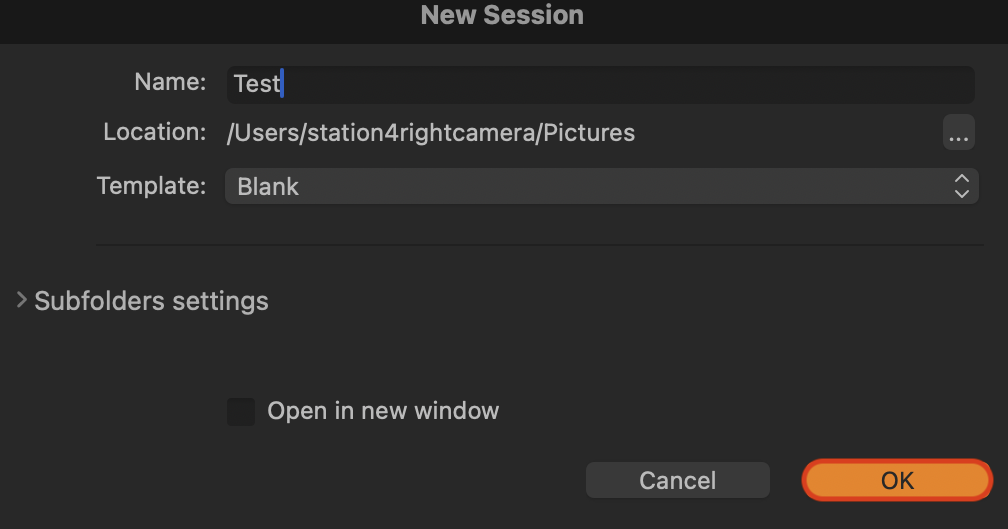 New Session
Name: Test
Location: /Users/station4rightcamera/Pictures ...
Template: Blank
Subfolders settings
Open in new window
Cancel OK